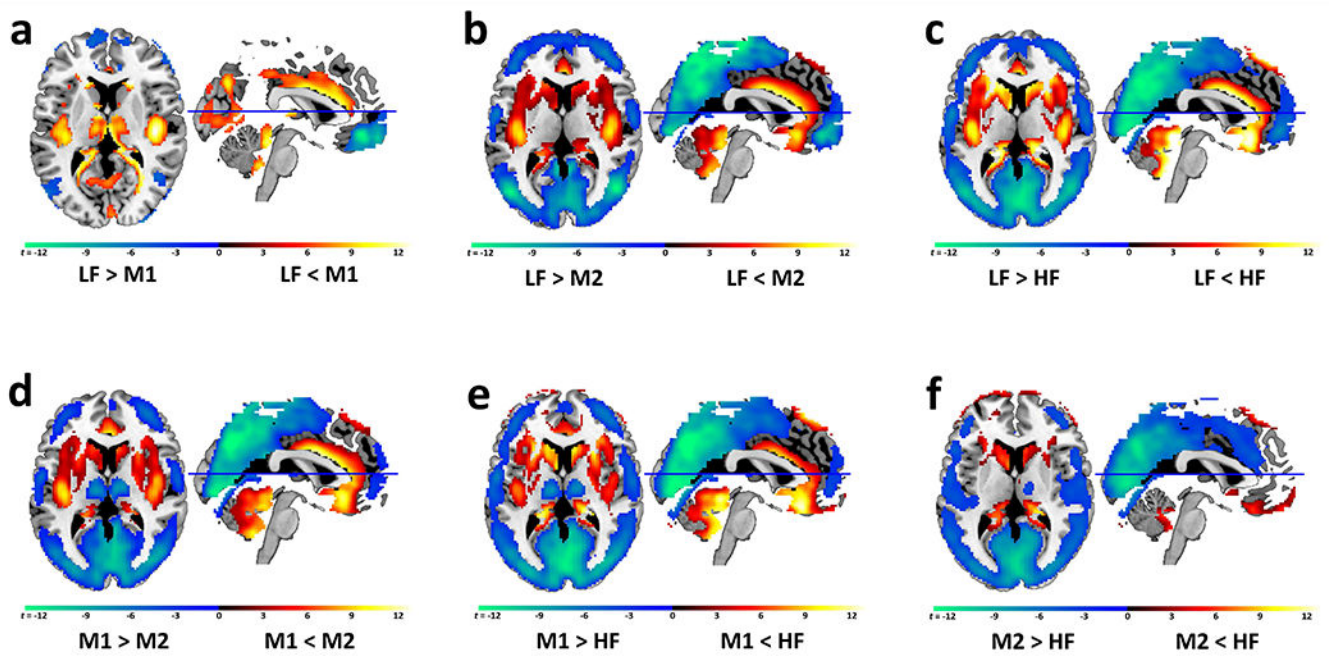 a b c
t = -12 -9 -6 -3 0 3 6 9 12 t = -12 -9 -6 -3 0 3 6 9 12 t = -12 -9 -6 -3 0 3 6 9 12
LF > M1 LF < M1 LF > M2 LF < M2 LF > HF LF < HF
d e f
t = -12 -9 -6 -3 0 3 6 9 12 t = -12 -9 -6 -3 0 3 6 9 12 t = -12 -9 -6 -3 0 3 6 9 12
M1 > M2 M1 < M2 M1 > HF M1 < HF M2 > HF M2 < HF